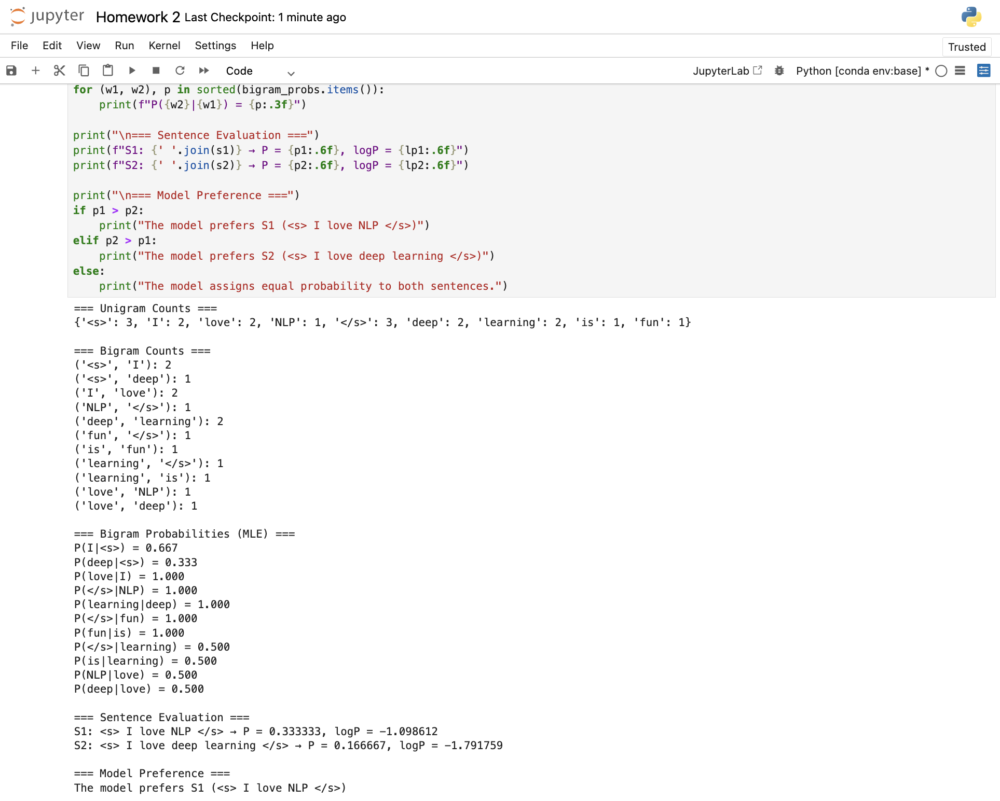 jupyter Homework 2 Last Checkpoint: 1 minute ago
File Edit View Run Kernel Settings Help Trusted
Code JupyterLab Python [conda env:base] *
for (w1, w2), p in sorted(bigram_probs.items()):
    print(f"P({w2}|{w1}) = {p:.3f}")

print("\n=== Sentence Evaluation ===")
print(f"S1: {' '.join(s1)} → P = {p1:.6f}, logP = {lp1:.6f}")
print(f"S2: {' '.join(s2)} → P = {p2:.6f}, logP = {lp2:.6f}")

print("\n=== Model Preference ===")
if p1 > p2:
    print("The model prefers S1 (<s> I love NLP </s>)")
elif p2 > p1:
    print("The model prefers S2 (<s> I love deep learning </s>)")
else:
    print("The model assigns equal probability to both sentences.")
=== Unigram Counts ===
{'<s>': 3, 'I': 2, 'love': 2, 'NLP': 1, '</s>': 3, 'deep': 2, 'learning': 2, 'is': 1, 'fun': 1}

=== Bigram Counts ===
('<s>', 'I'): 2
('<s>', 'deep'): 1
('I', 'love'): 2
('NLP', '</s>'): 1
('deep', 'learning'): 2
('fun', '</s>'): 1
('is', 'fun'): 1
('learning', '</s>'): 1
('learning', 'is'): 1
('love', 'NLP'): 1
('love', 'deep'): 1

=== Bigram Probabilities (MLE) ===
P(I|<s>) = 0.667
P(deep|<s>) = 0.333
P(love|I) = 1.000
P(</s>|NLP) = 1.000
P(learning|deep) = 1.000
P(</s>|fun) = 1.000
P(fun|is) = 1.000
P(</s>|learning) = 0.500
P(is|learning) = 0.500
P(NLP|love) = 0.500
P(deep|love) = 0.500

=== Sentence Evaluation ===
S1: <s> I love NLP </s> → P = 0.333333, logP = -1.098612
S2: <s> I love deep learning </s> → P = 0.166667, logP = -1.791759

=== Model Preference ===
The model prefers S1 (<s> I love NLP </s>)